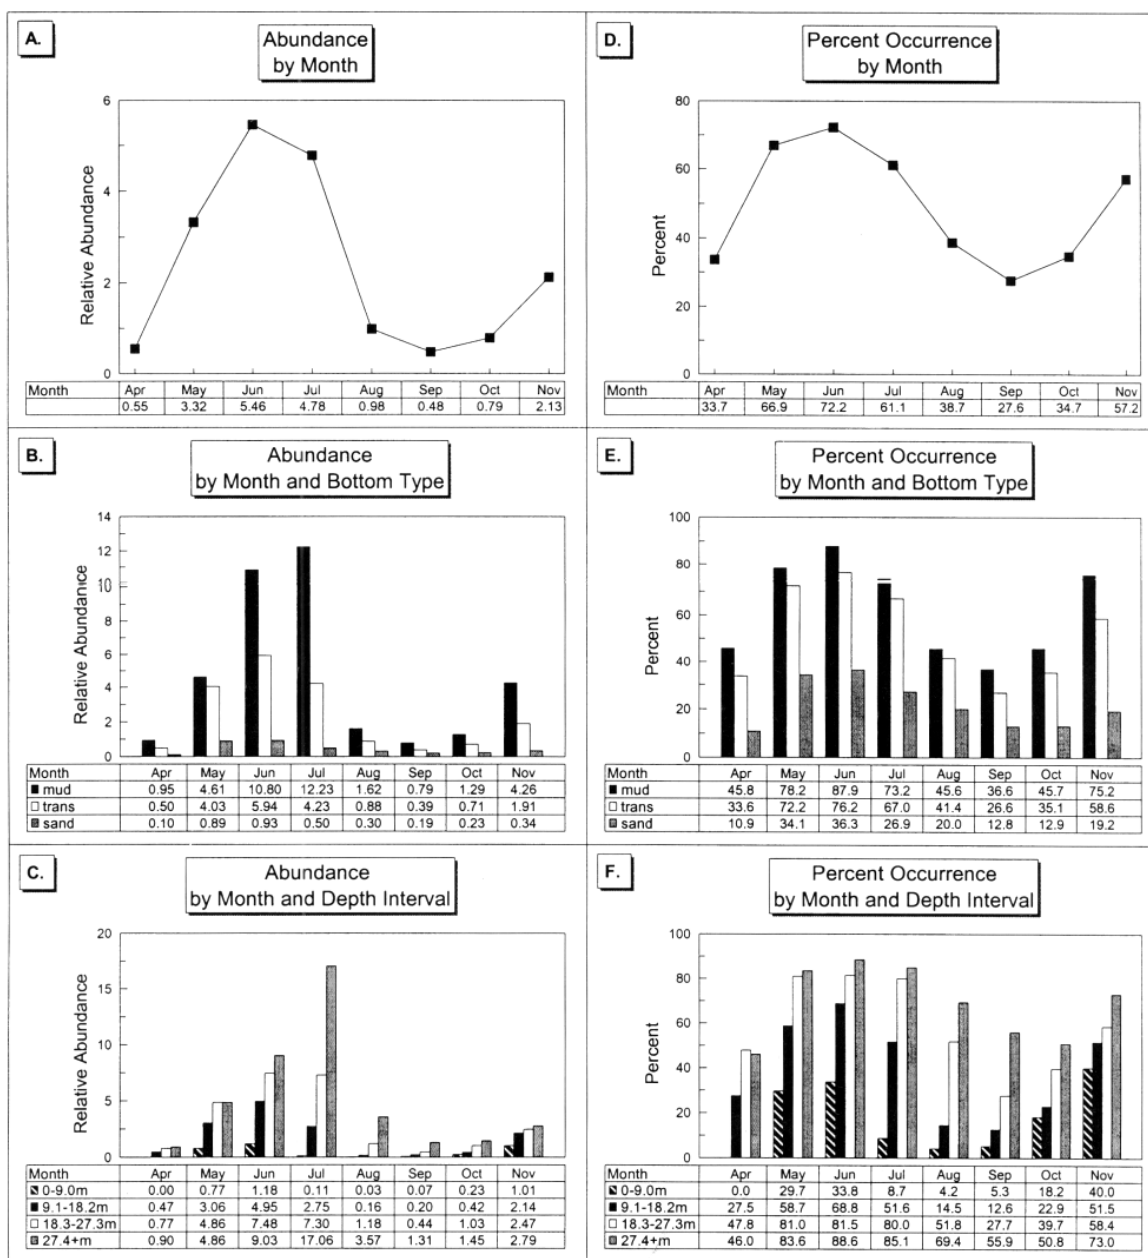 A.
Abundance
by Month
Relative Abundance
6
4
2
0
Month Apr May Jun Jul Aug Sep Oct Nov
0.55 3.32 5.46 4.78 0.98 0.48 0.79 2.13
D.
Percent Occurrence
by Month
Percent
80
60
40
20
0
Month Apr May Jun Jul Aug Sep Oct Nov
33.7 66.9 72.2 61.1 38.7 27.6 34.7 57.2
B.
Abundance
by Month and Bottom Type
Relative Abundance
14
12
10
8
6
4
2
0
Month Apr May Jun Jul Aug Sep Oct Nov
mud 0.95 4.61 10.80 12.23 1.62 0.79 1.29 4.26
trans 0.50 4.03 5.94 4.23 0.88 0.39 0.71 1.91
sand 0.10 0.89 0.93 0.50 0.30 0.19 0.23 0.34
E.
Percent Occurrence
by Month and Bottom Type
Percent
100
80
60
40
20
0
Month Apr May Jun Jul Aug Sep Oct Nov
mud 45.8 78.2 87.9 73.2 45.6 36.6 45.7 75.2
trans 33.6 72.2 76.2 67.0 41.4 26.6 35.1 58.6
sand 10.9 34.1 36.3 26.9 20.0 12.8 12.9 19.2
C.
Abundance
by Month and Depth Interval
Relative Abundance
20
15
10
5
0
Month Apr May Jun Jul Aug Sep Oct Nov
0-9.0m 0.00 0.77 1.18 0.11 0.03 0.07 0.23 1.01
9.1-18.2m 0.47 3.06 4.95 2.75 0.16 0.20 0.42 2.14
18.3-27.3m 0.77 4.86 7.48 7.30 1.18 0.44 1.03 2.47
27.4+m 0.90 4.86 9.03 17.06 3.57 1.31 1.45 2.79
F.
Percent Occurrence
by Month and Depth Interval
Percent
100
80
60
40
20
0
Month Apr May Jun Jul Aug Sep Oct Nov
0-9.0m 0.0 29.7 33.8 8.7 4.2 5.3 18.2 40.0
9.1-18.2m 27.5 58.7 68.8 51.6 14.5 12.6 22.9 51.5
18.3-27.3m 47.8 81.0 81.5 80.0 51.8 27.7 39.7 58.4
27.4+m 46.0 83.6 88.6 85.1 69.4 55.9 50.8 73.0